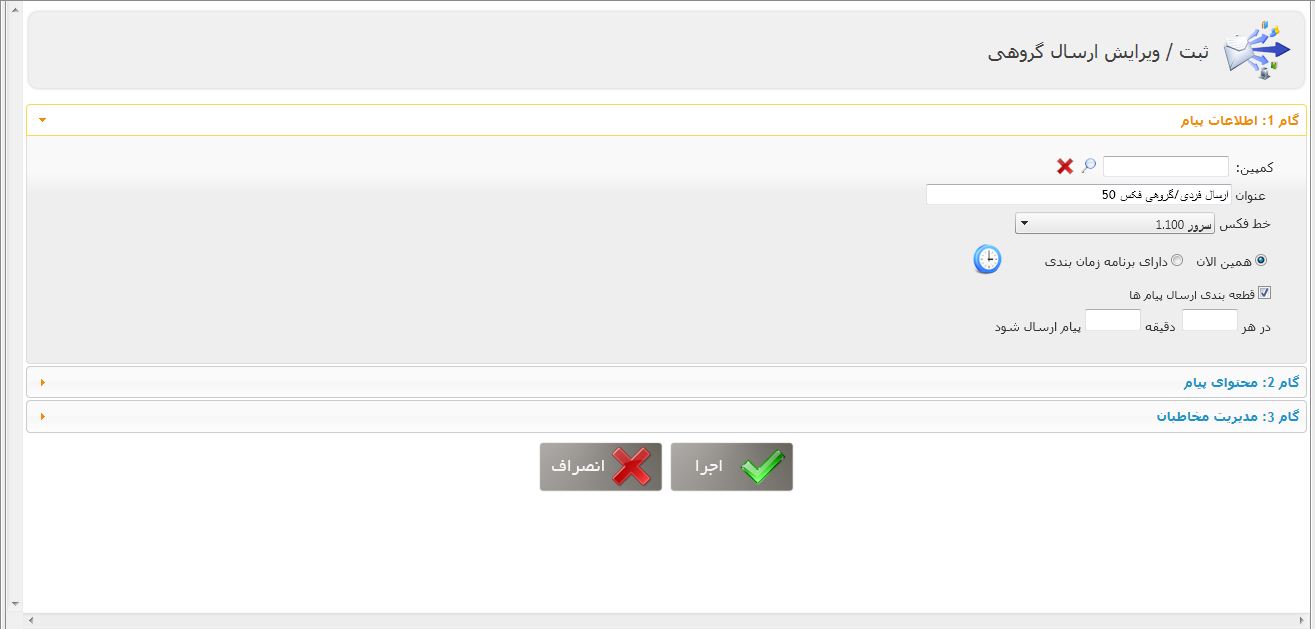 ثبت / ویرایش ارسال گروهی
گام 1: اطلاعات پیام
کمپین:
عنوان ارسال فردی/گروهی فکس 50
خط فکس سرور 1.100
همین الان دارای برنامه زمان بندی
قطعه بندی ارسال پیام ها
در هر دقیقه پیام ارسال شود
گام 2: محتوای پیام
گام 3: مدیریت مخاطبان
اجرا انصراف